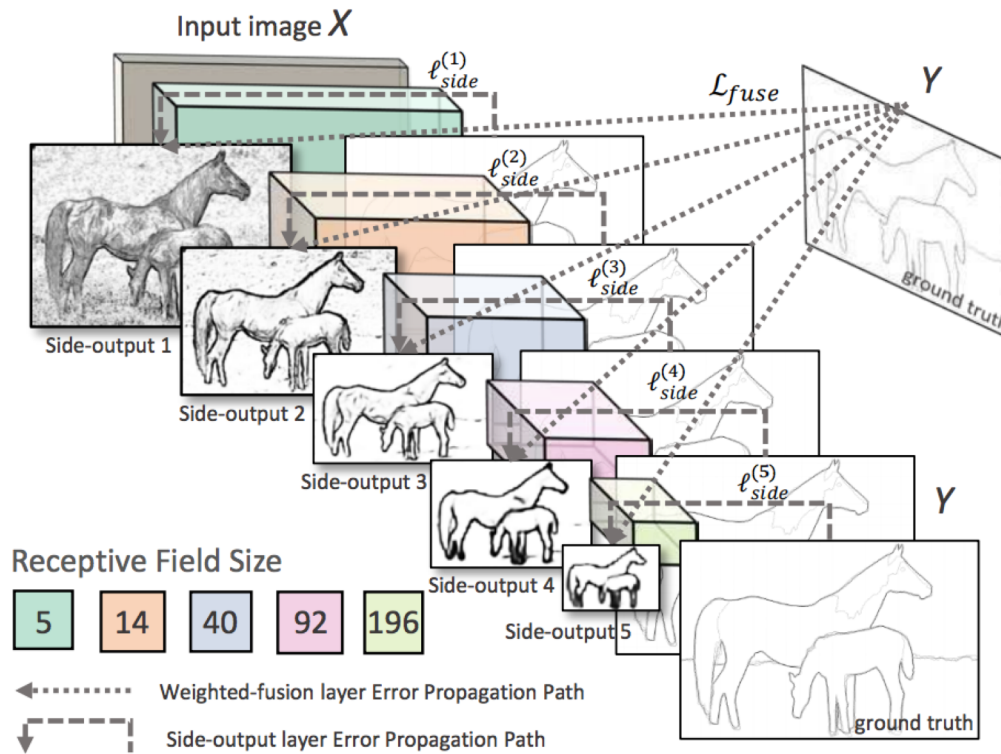 Input image X
ℓ_side^(1)
ℒ_fuse
Y
ℓ_side^(2)
ground truth
ℓ_side^(3)
Side-output 1
ℓ_side^(4)
Side-output 2
ℓ_side^(5)
Side-output 3
Y
Receptive Field Size
Side-output 4
5 14 40 92 196
Side-output 5
Weighted-fusion layer Error Propagation Path
ground truth
Side-output layer Error Propagation Path